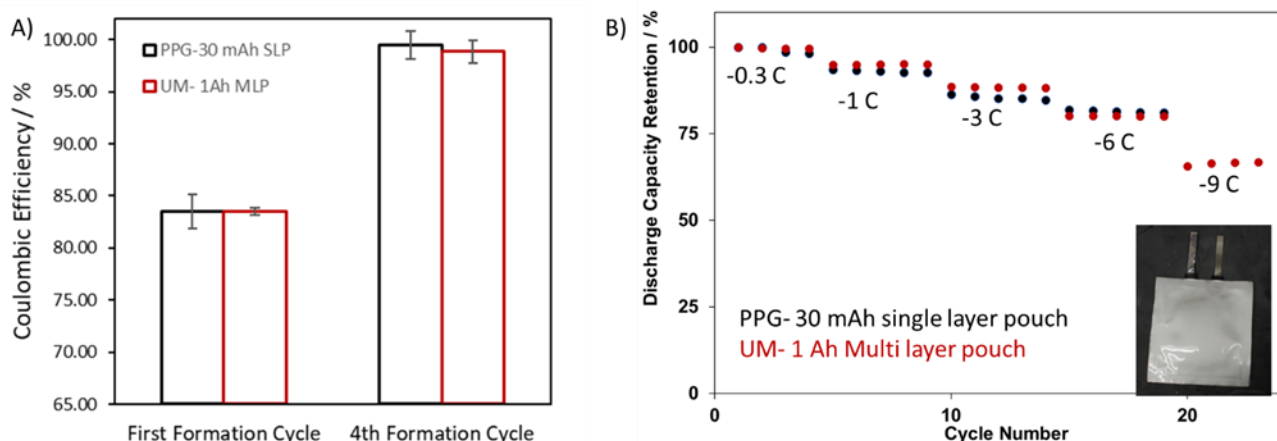 A)
Coulombic Efficiency / %
100.00
95.00
90.00
85.00
80.00
75.00
70.00
65.00
PPG-30 mAh SLP
UM- 1Ah MLP
First Formation Cycle
4th Formation Cycle
B)
Discharge Capacity Retention / %
100
75
50
25
0
-0.3 C
-1 C
-3 C
-6 C
-9 C
PPG- 30 mAh single layer pouch
UM- 1 Ah Multi layer pouch
0
10
20
Cycle Number